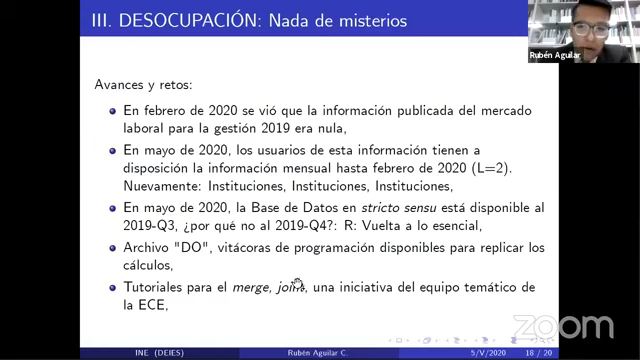 III. DESOCUPACIÓN: Nada de misterios
Rubén Aguilar
Avances y retos:
En febrero de 2020 se vió que la información publicada del mercado
laboral para la gestión 2019 era nula,
En mayo de 2020, los usuarios de esta información tienen a
disposición la información mensual hasta febrero de 2020 (L=2).
Nuevamente: Instituciones, Instituciones, Instituciones,
En mayo de 2020, la Base de Datos en stricto sensu está disponible al
2019-Q3, ¿por qué no al 2019-Q4?: R: Vuelta a lo esencial,
Archivo "DO", vitácoras de programación disponibles para replicar los
cálculos,
Tutoriales para el merge, joint, una iniciativa del equipo temático de
la ECE,
zoom
INE (DEIES) Rubén Aguilar C. 5/V/2020 18 / 20